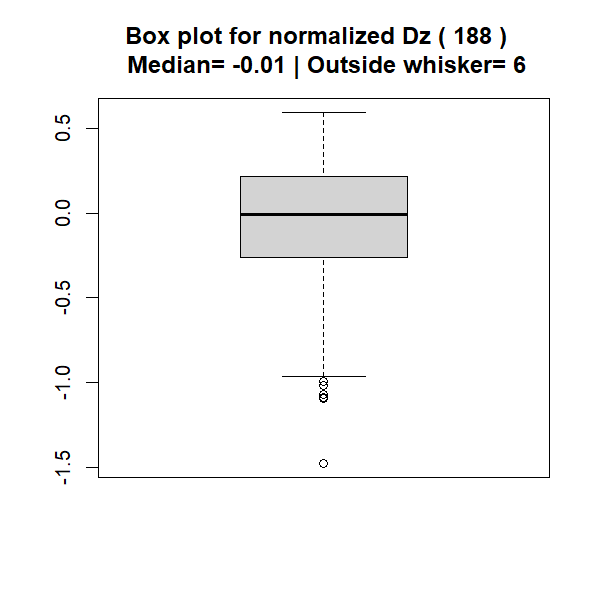 Box plot for normalized Dz ( 188 )
Median= -0.01 | Outside whisker= 6
0.5
0.0
-0.5
-1.0
-1.5